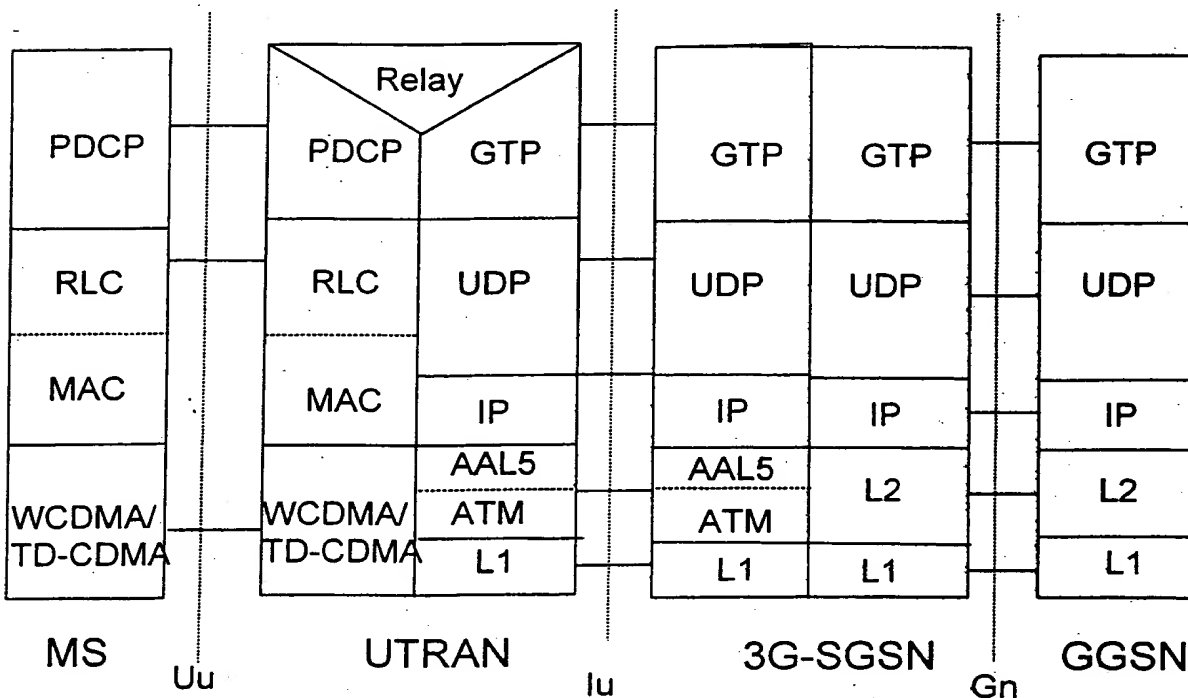 Relay
PDCP
PDCP
GTP
GTP
GTP
GTP
RLC
RLC
UDP
UDP
UDP
UDP
MAC
MAC
IP
IP
IP
IP
AAL5
AAL5
L2
L2
WCDMA/
TD-CDMA
WCDMA/
TD-CDMA
ATM
ATM
L1
L1
L1
L1
MS
UTRAN
3G-SGSN
GGSN
Uu
Iu
Gn